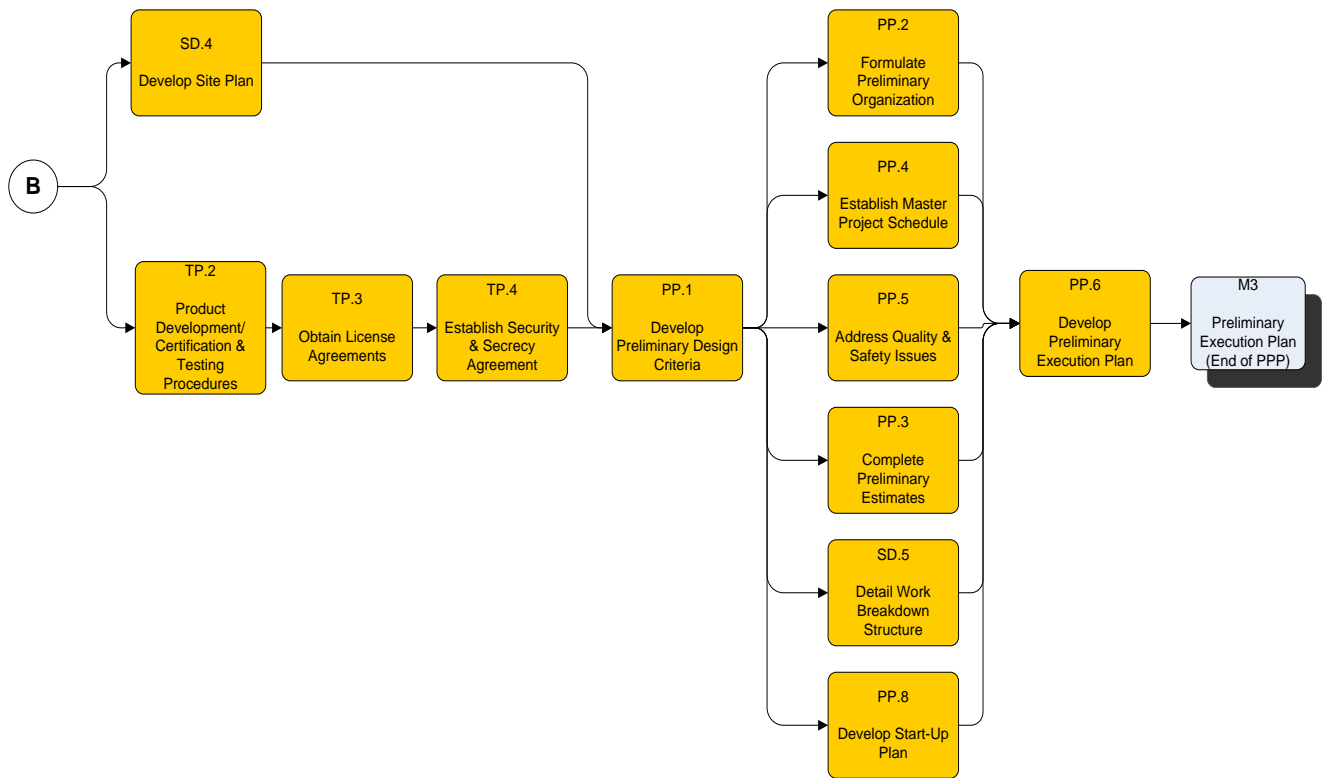 SD.4
Develop Site Plan
B
TP.2
Product
Development/
Certification &
Testing
Procedures
TP.3
Obtain License
Agreements
TP.4
Establish Security
& Secrecy
Agreement
PP.1
Develop
Preliminary Design
Criteria
PP.2
Formulate
Preliminary
Organization
PP.4
Establish Master
Project Schedule
PP.5
Address Quality &
Safety Issues
PP.3
Complete
Preliminary
Estimates
SD.5
Detail Work
Breakdown
Structure
PP.8
Develop Start-Up
Plan
PP.6
Develop
Preliminary
Execution Plan
M3
Preliminary
Execution Plan
(End of PPP)